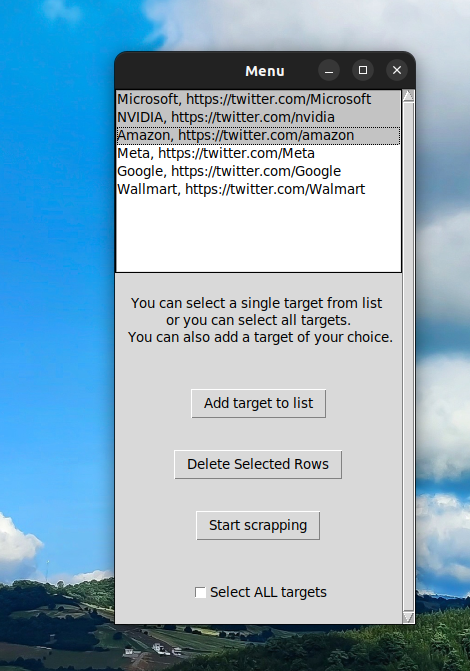 Menu
Microsoft, https://twitter.com/Microsoft
NVIDIA, https://twitter.com/nvidia
Amazon, https://twitter.com/amazon
Meta, https://twitter.com/Meta
Google, https://twitter.com/Google
Wallmart, https://twitter.com/Walmart
You can select a single target from list
or you can select all targets.
You can also add a target of your choice.
Add target to list
Delete Selected Rows
Start scrapping
Select ALL targets